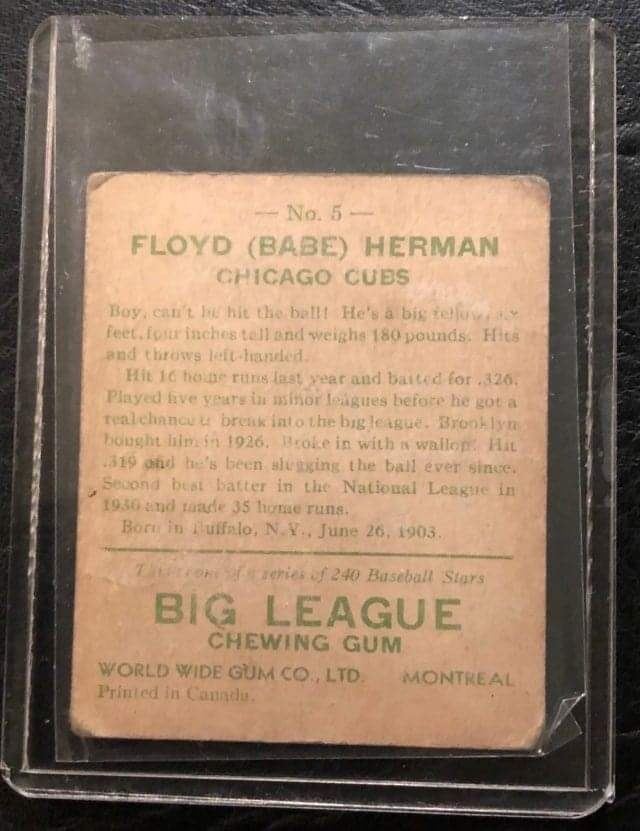 — No. 5 —
FLOYD (BABE) HERMAN
CHICAGO CUBS
Boy, can't he hit the ball! He's a big fellow, six
feet, four inches tall and weighs 180 pounds. Hits
and throws left-handed.
Hit 16 home runs last year and batted for .326.
Played five years in minor leagues before he got a
real chance to break into the big league. Brooklyn
bought him in 1926. Broke in with a wallop. Hit
.319 and he's been slugging the ball ever since.
Second best batter in the National League in
1930 and made 35 home runs.
Born in Buffalo, N.Y., June 26, 1903.
This is one of a series of 240 Baseball Stars
BIG LEAGUE
CHEWING GUM
WORLD WIDE GUM CO., LTD. MONTREAL
Printed in Canada.